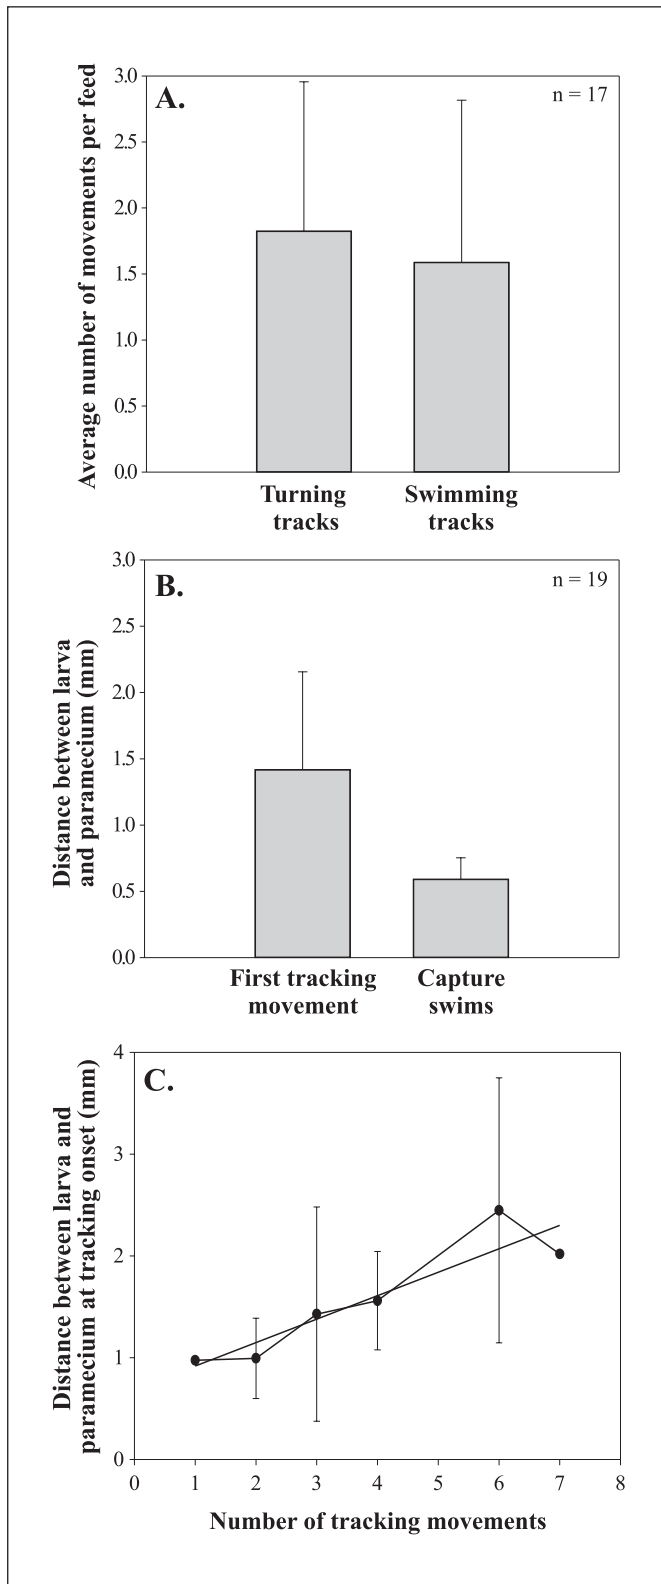 A.
n = 17
Average number of movements per feed
3.0
2.5
2.0
1.5
1.0
0.5
0.0
Turning
tracks
Swimming
tracks
B.
n = 19
Distance between larva
and paramecium (mm)
3.0
2.5
2.0
1.5
1.0
0.5
0.0
First tracking
movement
Capture
swims
C.
Distance between larva and
paramecium at tracking onset (mm)
4
3
2
1
0
0 1 2 3 4 5 6 7 8
Number of tracking movements